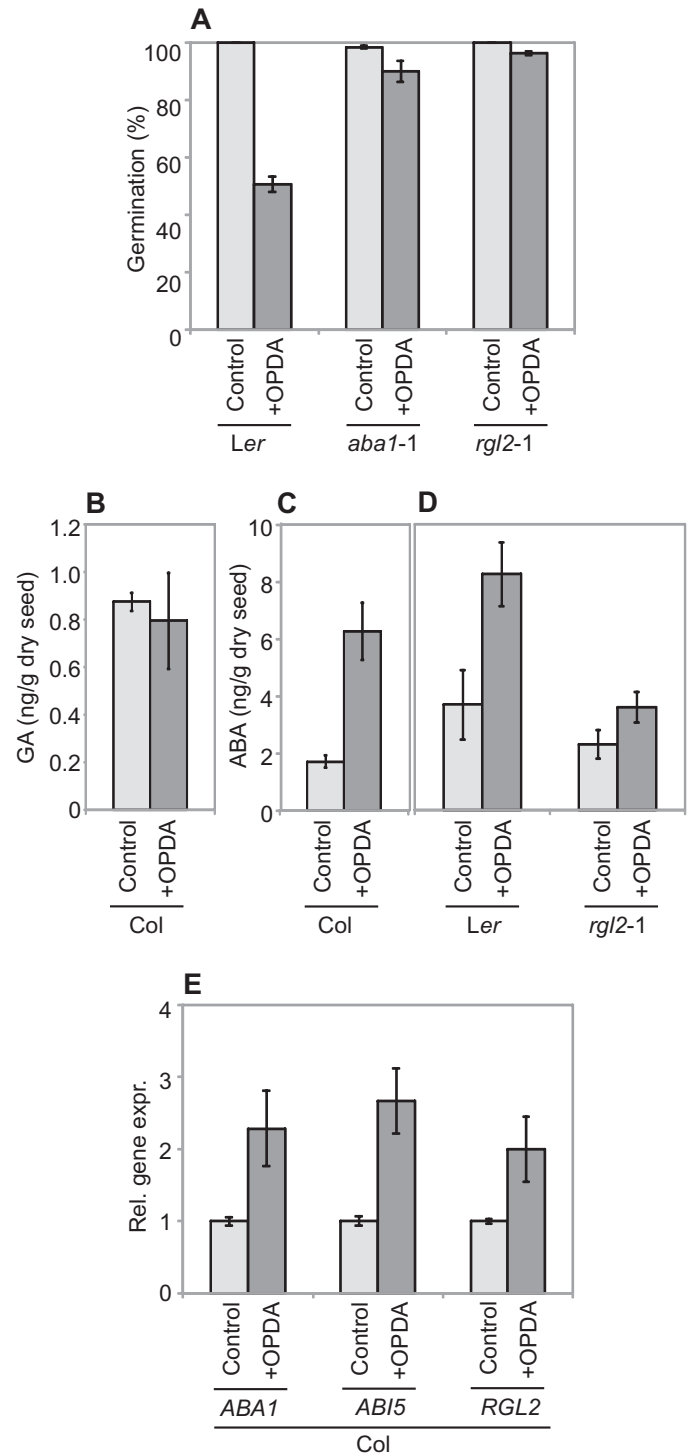 A
Germination (%)
100
80
60
40
20
0
Control
+OPDA
Control
+OPDA
Control
+OPDA
Ler
aba1-1
rgl2-1
B
GA (ng/g dry seed)
1.2
1.0
0.8
0.6
0.4
0.2
0
Control
+OPDA
Col
C
ABA (ng/g dry seed)
10
8
6
4
2
0
Control
+OPDA
Col
D
Control
+OPDA
Control
+OPDA
Ler
rgl2-1
E
Rel. gene expr.
4
3
2
1
0
Control
+OPDA
Control
+OPDA
Control
+OPDA
ABA1
ABI5
RGL2
Col